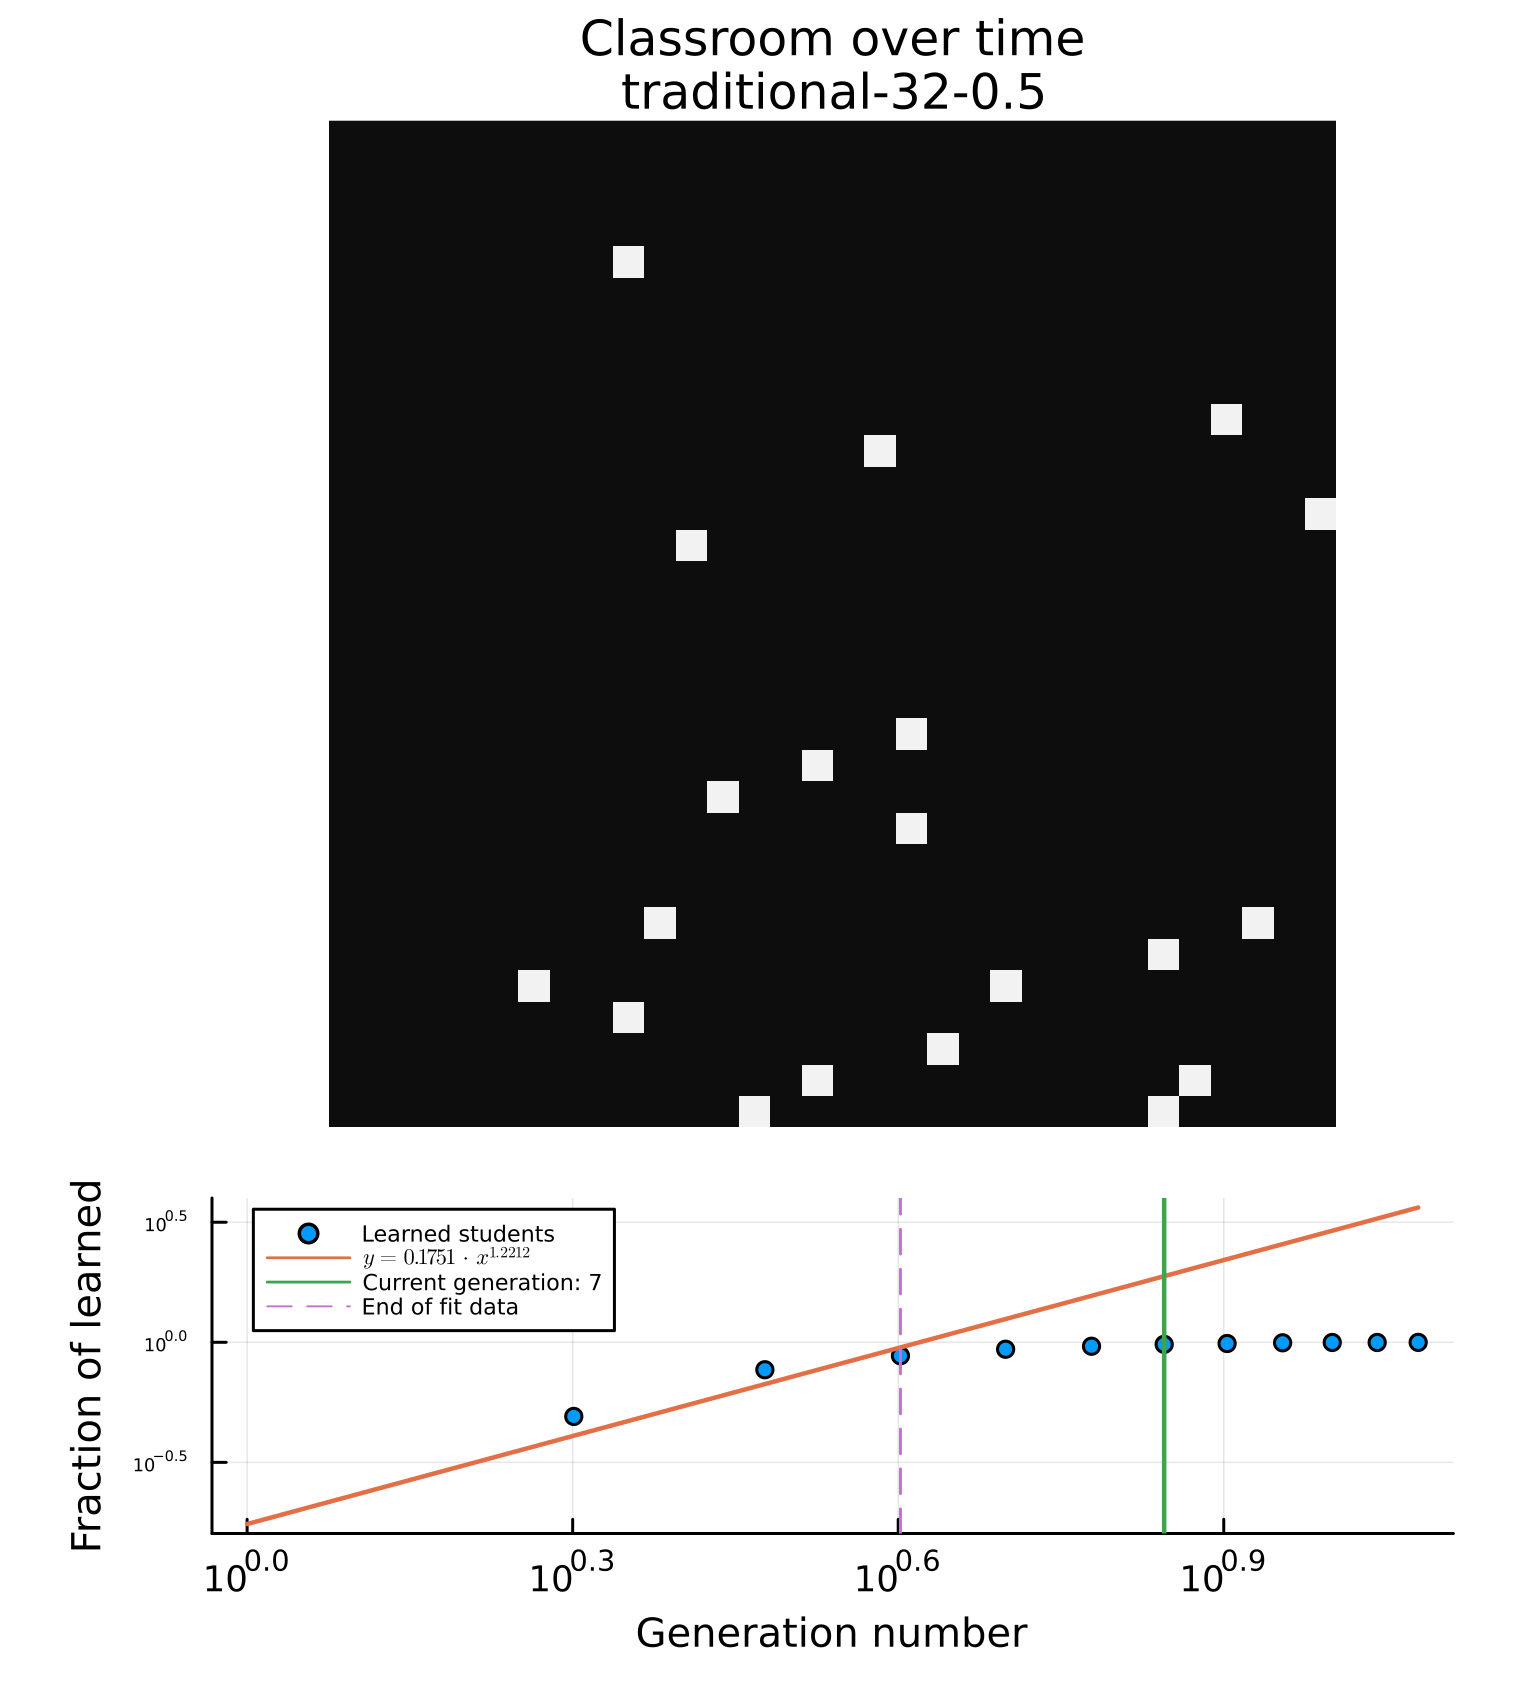 Classroom over time
traditional-32-0.5
Fraction of learned
10^0.5
10^0.0
10^−0.5
Learned students
y = 0.1751 · x^1.2212
Current generation: 7
End of fit data
10^0.0 10^0.3 10^0.6 10^0.9
Generation number